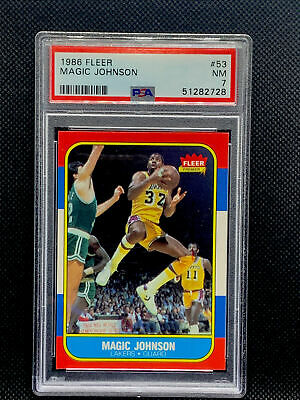 1986 FLEER #53
MAGIC JOHNSON NM
7
PSA 51282728
FLEER
PREMIER
32
11
MAGIC JOHNSON
LAKERS • GUARD